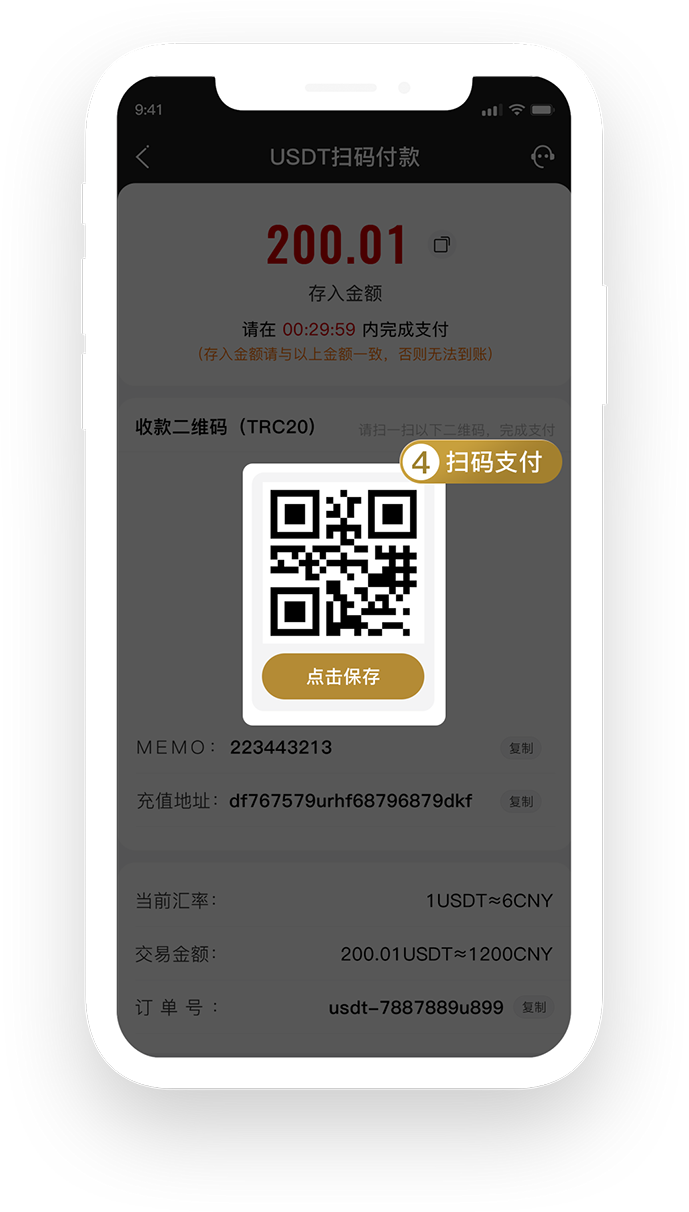 9:41
USDT扫码付款
200.01
存入金额
请在 00:29:59 内完成支付
(存入金额请与以上金额一致，否则无法到账)
收款二维码（TRC20） 请扫一扫以下二维码，完成支付
4 扫码支付
点击保存
MEMO： 223443213 复制
充值地址： df767579urhf68796879dkf 复制
当前汇率： 1USDT≈6CNY
交易金额： 200.01USDT≈1200CNY
订单号： usdt-7887889u899 复制